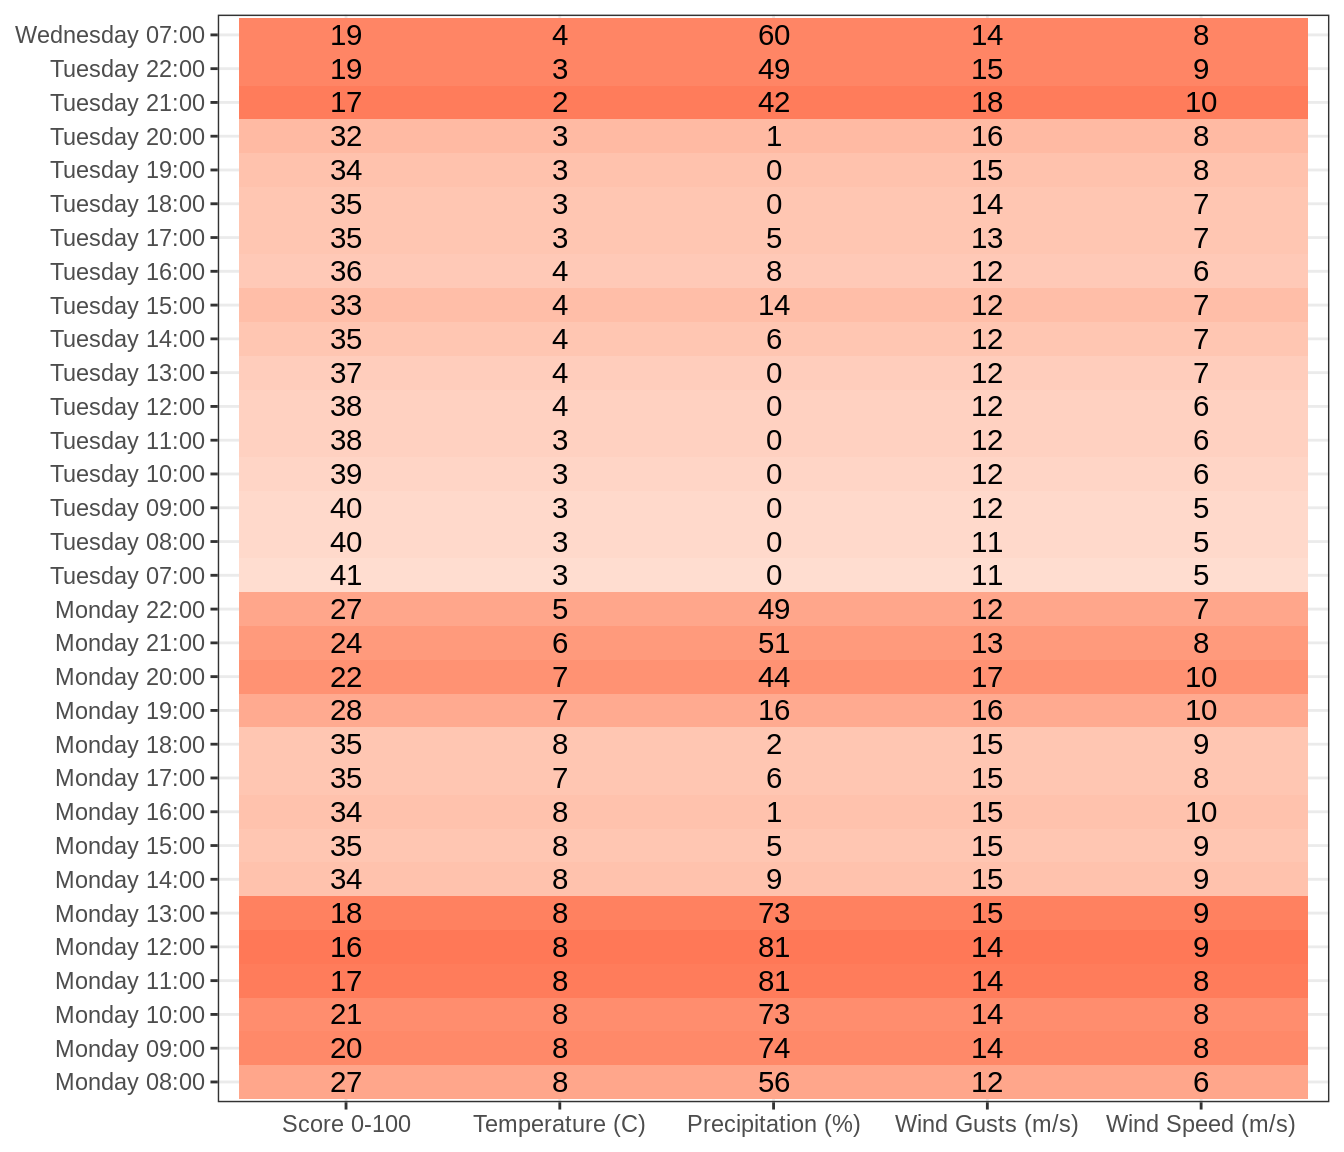 Wednesday 07:00 19 4 60 14 8
Tuesday 22:00 19 3 49 15 9
Tuesday 21:00 17 2 42 18 10
Tuesday 20:00 32 3 1 16 8
Tuesday 19:00 34 3 0 15 8
Tuesday 18:00 35 3 0 14 7
Tuesday 17:00 35 3 5 13 7
Tuesday 16:00 36 4 8 12 6
Tuesday 15:00 33 4 14 12 7
Tuesday 14:00 35 4 6 12 7
Tuesday 13:00 37 4 0 12 7
Tuesday 12:00 38 4 0 12 6
Tuesday 11:00 38 3 0 12 6
Tuesday 10:00 39 3 0 12 6
Tuesday 09:00 40 3 0 12 5
Tuesday 08:00 40 3 0 11 5
Tuesday 07:00 41 3 0 11 5
Monday 22:00 27 5 49 12 7
Monday 21:00 24 6 51 13 8
Monday 20:00 22 7 44 17 10
Monday 19:00 28 7 16 16 10
Monday 18:00 35 8 2 15 9
Monday 17:00 35 7 6 15 8
Monday 16:00 34 8 1 15 10
Monday 15:00 35 8 5 15 9
Monday 14:00 34 8 9 15 9
Monday 13:00 18 8 73 15 9
Monday 12:00 16 8 81 14 9
Monday 11:00 17 8 81 14 8
Monday 10:00 21 8 73 14 8
Monday 09:00 20 8 74 14 8
Monday 08:00 27 8 56 12 6
Score 0-100 Temperature (C) Precipitation (%) Wind Gusts (m/s) Wind Speed (m/s)